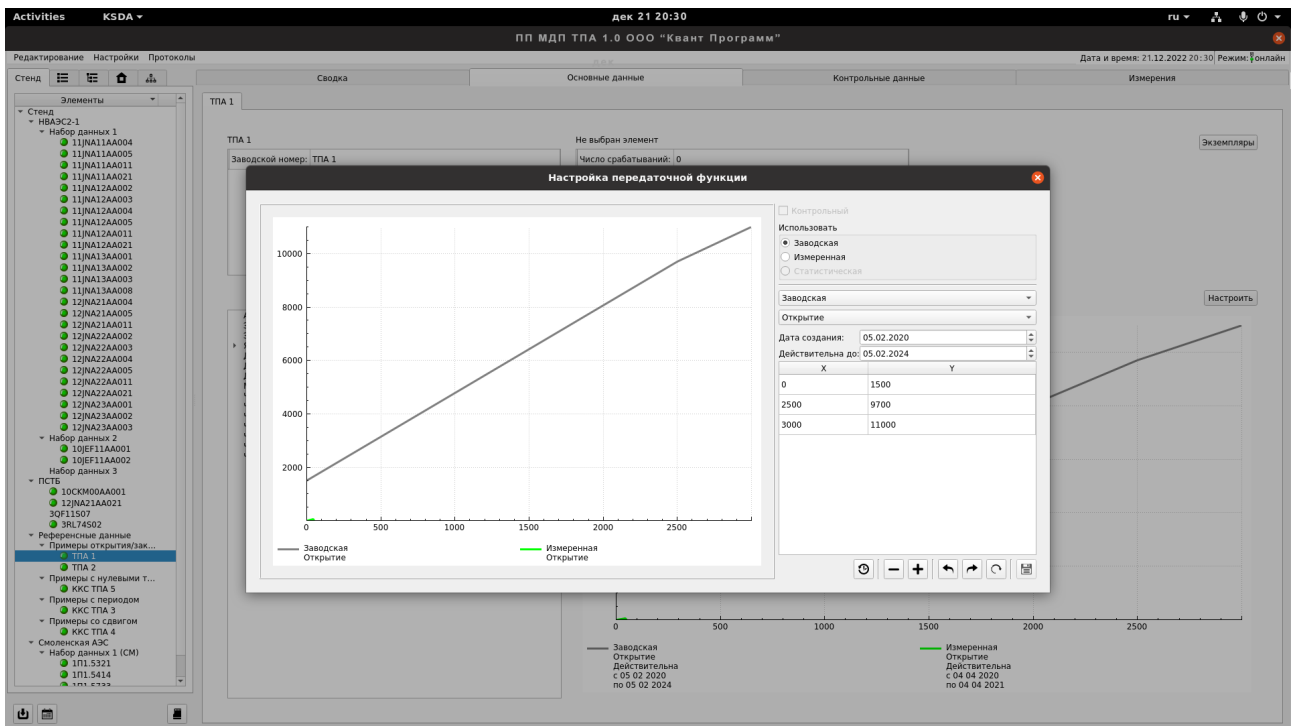 Activities KSDA дек 21 20:30 ru
ПП МДП ТПА 1.0 ООО "Квант Программ"
Редактирование Настройки Протоколы Дата и время: 21.12.2022 20:30 Режим: онлайн
Стенд Сводка Основные данные Контрольные данные Измерения
Элементы
Стенд
НВАЭС2-1
Набор данных 1
11JNA11AA004
11JNA11AA005
11JNA11AA011
11JNA11AA021
11JNA12AA002
11JNA12AA003
11JNA12AA004
11JNA12AA005
11JNA12AA011
11JNA12AA021
11JNA13AA001
11JNA13AA002
11JNA13AA003
11JNA13AA008
12JNA21AA004
12JNA21AA005
12JNA21AA011
12JNA22AA002
12JNA22AA003
12JNA22AA004
12JNA22AA005
12JNA22AA011
12JNA22AA021
12JNA23AA001
12JNA23AA002
12JNA23AA003
Набор данных 2
10JEF11AA001
10JEF11AA002
Набор данных 3
ПСТБ
10CKM00AA001
12JNA21AA021
3QF11S07
3RL74S02
Референсные данные
Примеры открытия/зак...
ТПА 1
ТПА 2
Примеры с нулевыми т...
ККС ТПА 5
Примеры с периодом
ККС ТПА 3
Примеры со сдвигом
ККС ТПА 4
Смоленская АЭС
Набор данных 1 (СМ)
1П1.5321
1П1.5414
1П1.5733
ТПА 1
ТПА 1 Не выбран элемент
Экземпляры
Заводской номер: ТПА 1 Число срабатываний: 0
Настройка передаточной функции
10000
8000
6000
4000
2000
0 500 1000 1500 2000 2500
Заводская
Открытие
Измеренная
Открытие
Контрольный
Использовать
Заводская
Измеренная
Статистическая
Заводская
Открытие
Дата создания: 05.02.2020
Действительна до: 05.02.2024
X Y
0 1500
2500 9700
3000 11000
Настроить
0 500 1000 1500 2000 2500
Заводская
Открытие
Действительна
с 05 02 2020
по 05 02 2024
Измеренная
Открытие
Действительна
с 04 04 2020
по 04 04 2021